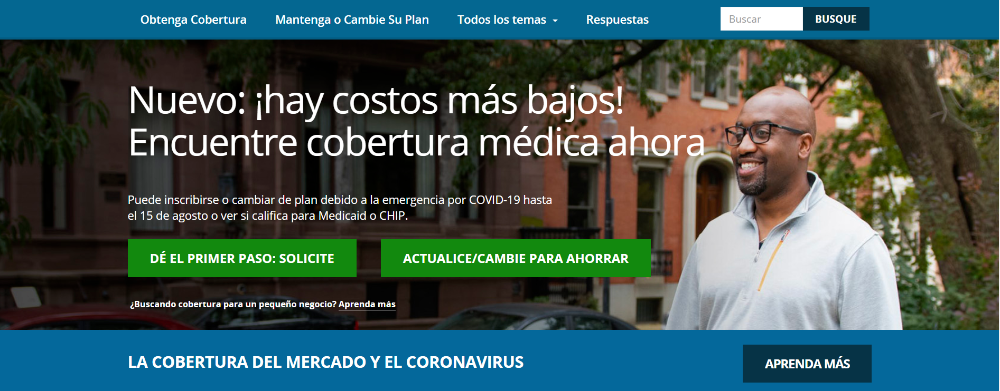 Obtenga Cobertura Mantenga o Cambie Su Plan Todos los temas Respuestas Buscar BUSQUE
Nuevo: ¡hay costos más bajos!
Encuentre cobertura médica ahora
Puede inscribirse o cambiar de plan debido a la emergencia por COVID-19 hasta
el 15 de agosto o ver si califica para Medicaid o CHIP.
DÉ EL PRIMER PASO: SOLICITE ACTUALICE/CAMBIE PARA AHORRAR
¿Buscando cobertura para un pequeño negocio? Aprenda más
LA COBERTURA DEL MERCADO Y EL CORONAVIRUS APRENDA MÁS